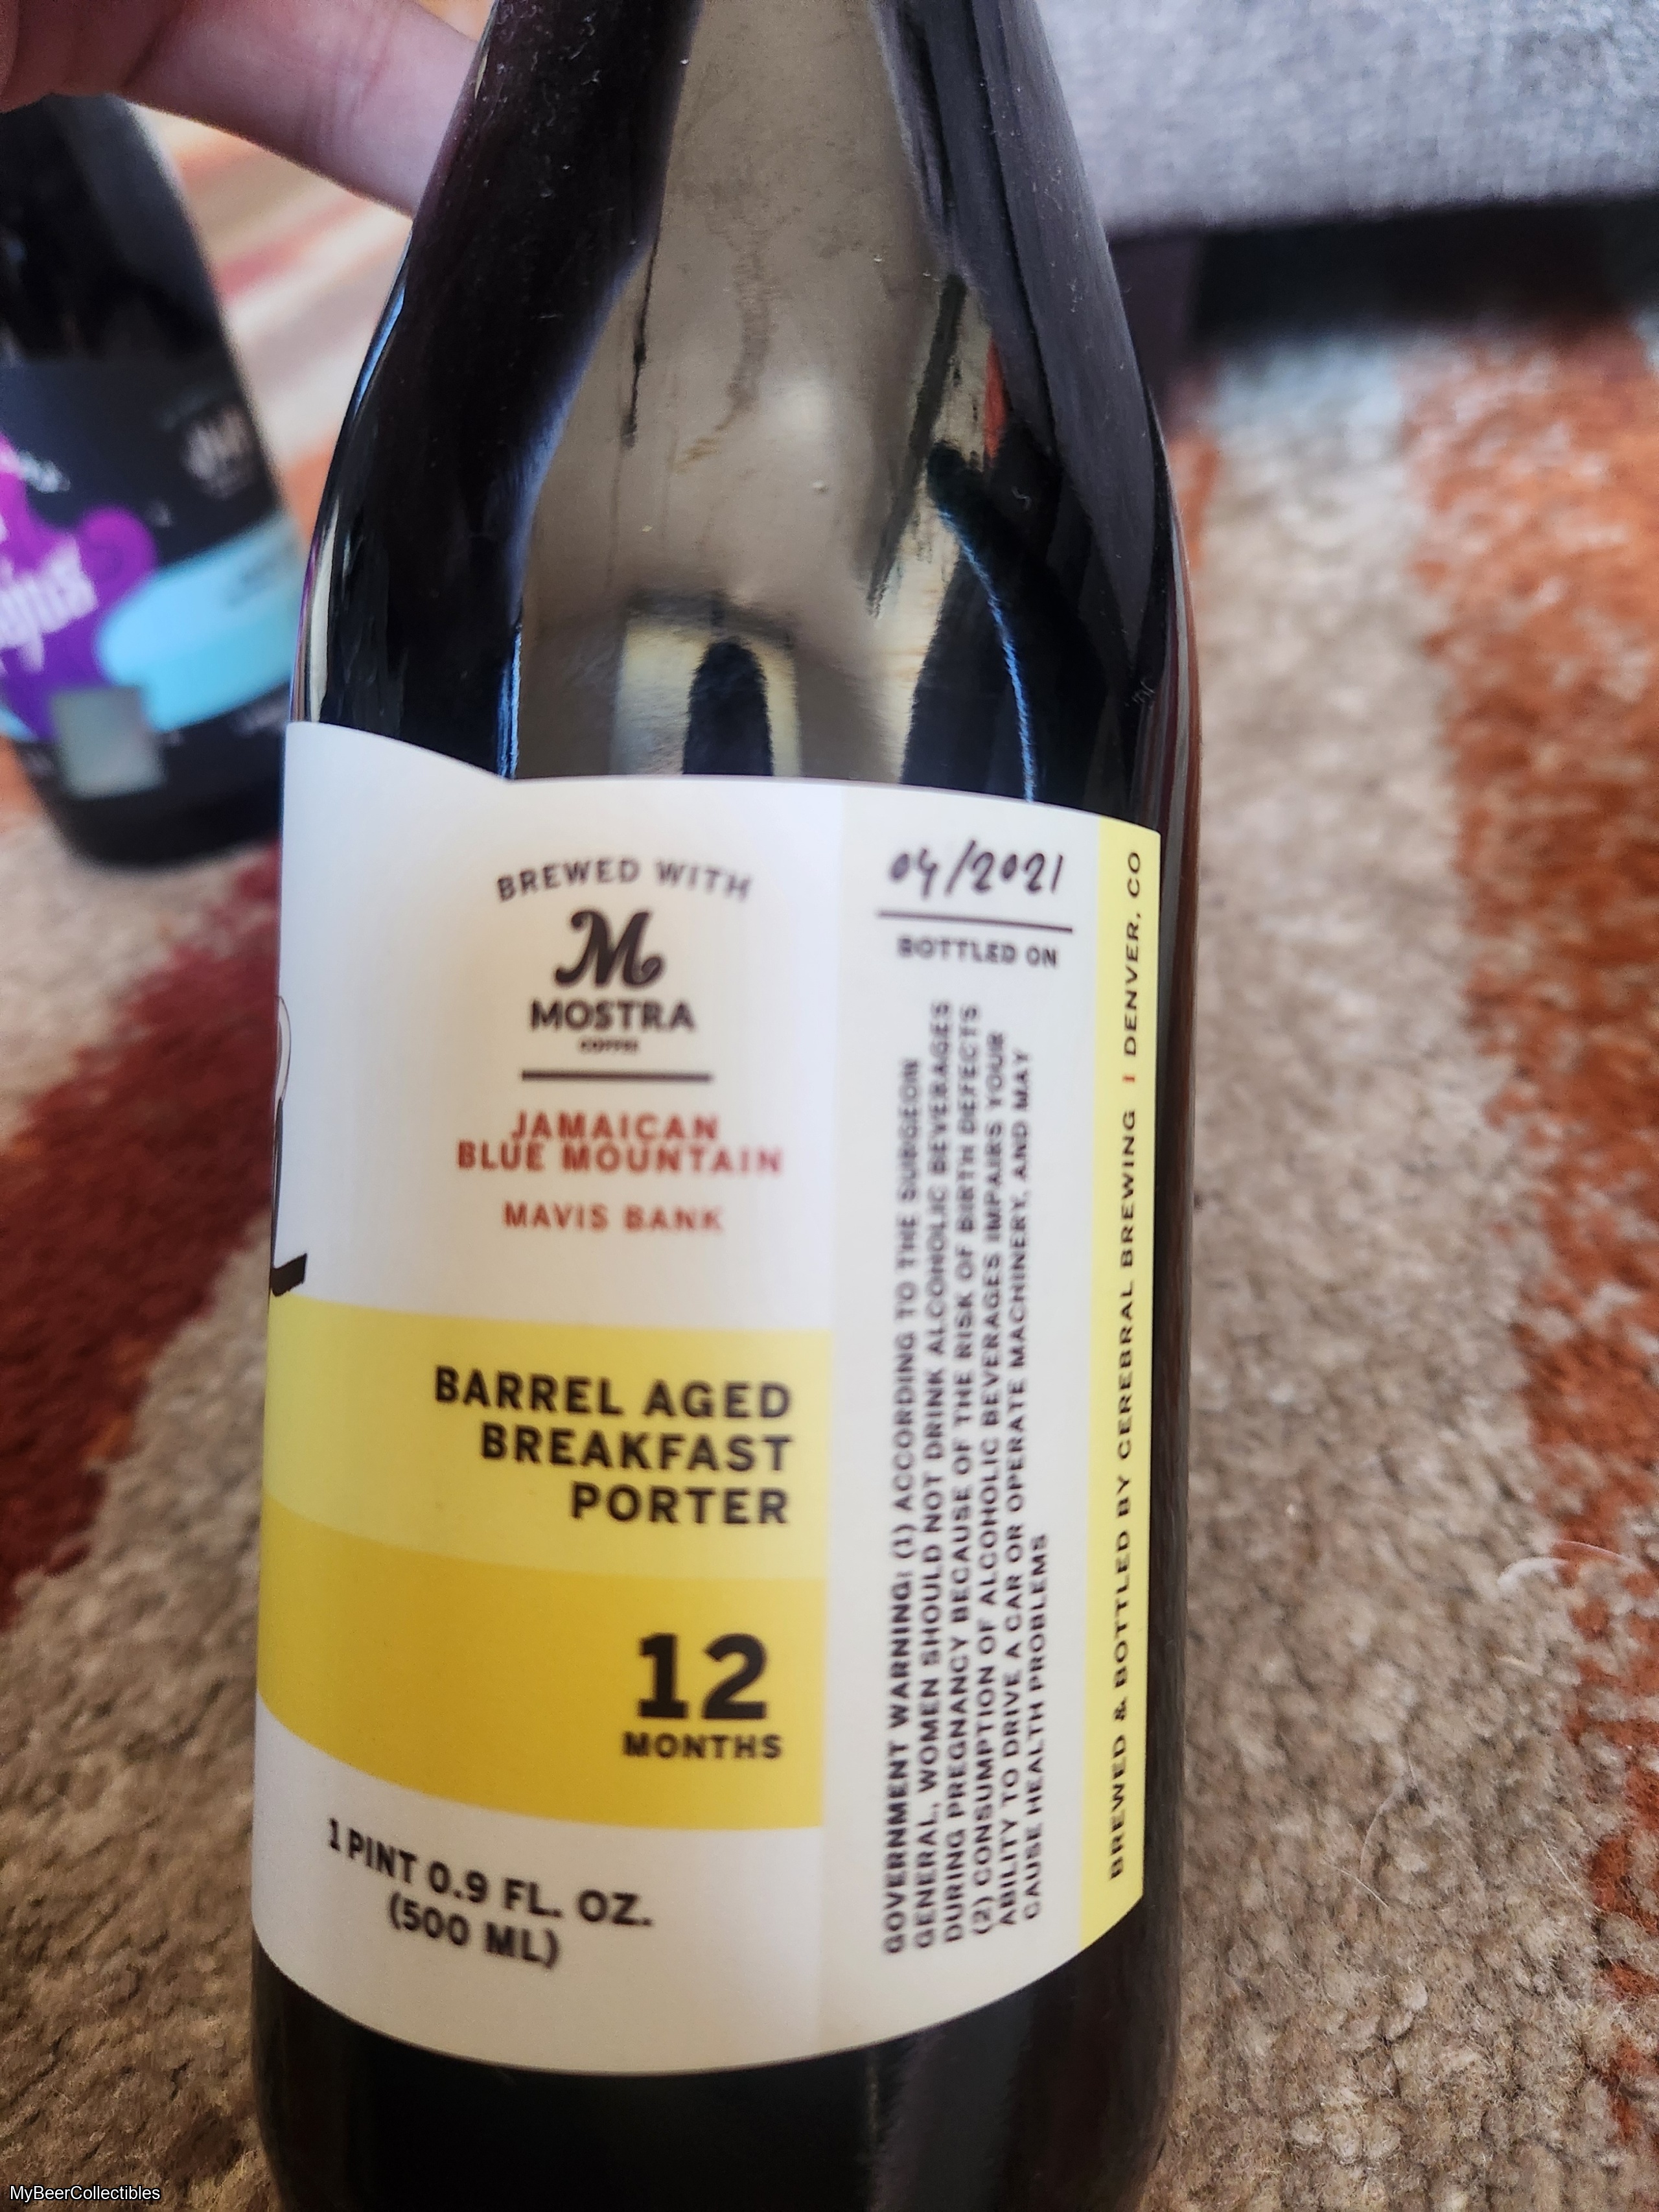 BREWED WITH
M
MOSTRA
COFFEE
JAMAICAN
BLUE MOUNTAIN
MAVIS BANK
BARREL AGED
BREAKFAST
PORTER
12
MONTHS
1 PINT 0.9 FL. OZ.
(500 ML)
04/2021
BOTTLED ON
GOVERNMENT WARNING: (1) ACCORDING TO THE SURGEON
GENERAL, WOMEN SHOULD NOT DRINK ALCOHOLIC BEVERAGES
DURING PREGNANCY BECAUSE OF THE RISK OF BIRTH DEFECTS
(2) CONSUMPTION OF ALCOHOLIC BEVERAGES IMPAIRS YOUR
ABILITY TO DRIVE A CAR OR OPERATE MACHINERY, AND MAY
CAUSE HEALTH PROBLEMS
BREWED & BOTTLED BY CEREBRAL BREWING | DENVER, CO
MyBeerCollectibles